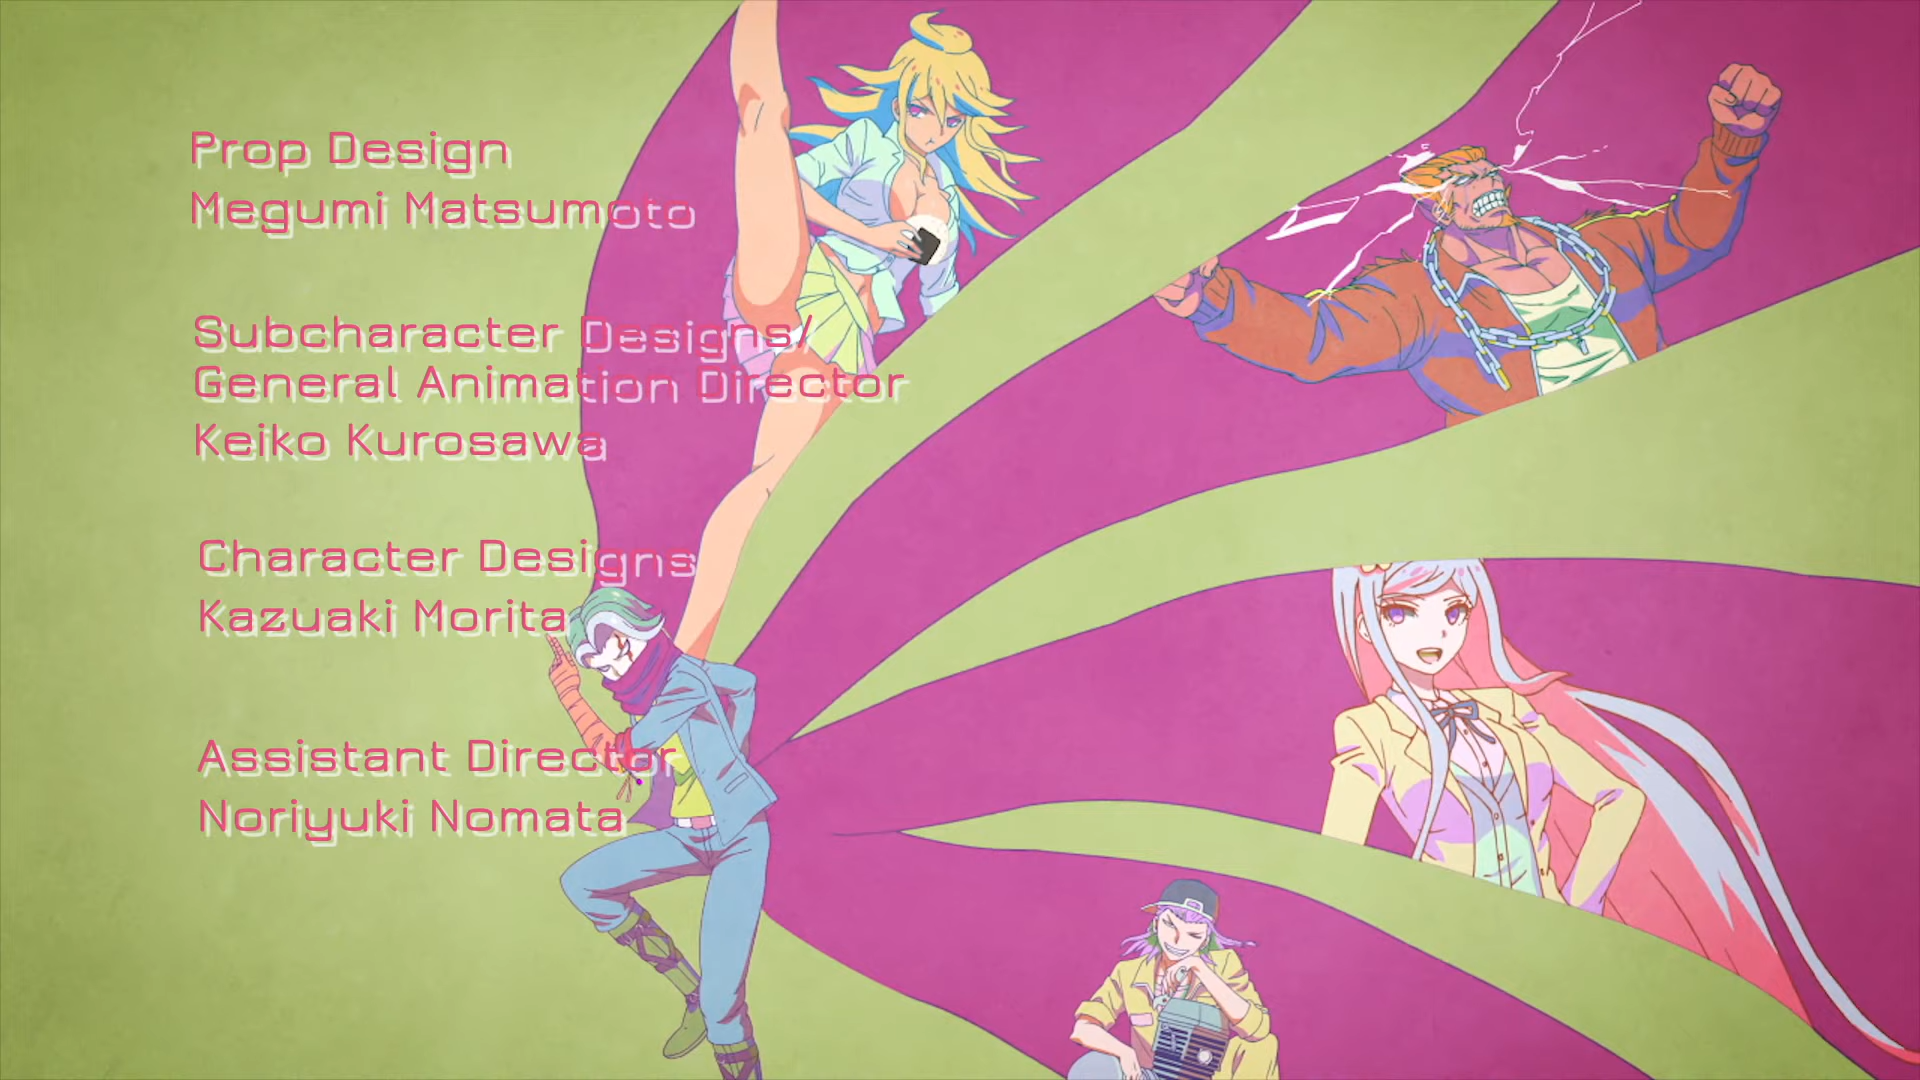 Prop Design
Megumi Matsumoto
Subcharacter Designs/
General Animation Director
Keiko Kurosawa
Character Designs
Kazuaki Morita
Assistant Director
Noriyuki Nomata